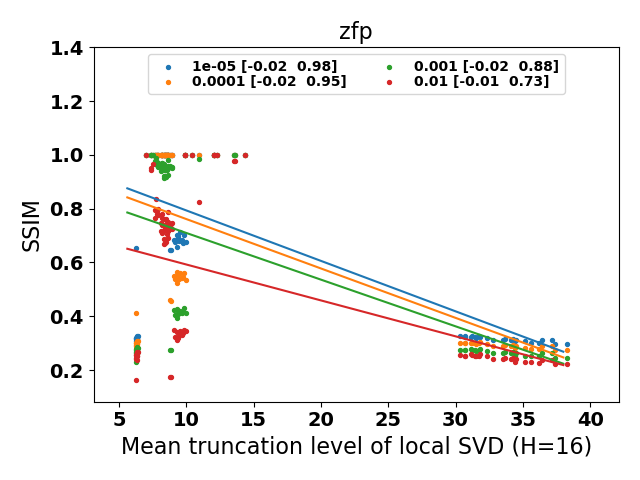 zfp
1e-05 [-0.02  0.98]
0.0001 [-0.02  0.95]
0.001 [-0.02  0.88]
0.01 [-0.01  0.73]
1.4
1.2
1.0
0.8
0.6
0.4
0.2
SSIM
5 10 15 20 25 30 35 40
Mean truncation level of local SVD (H=16)